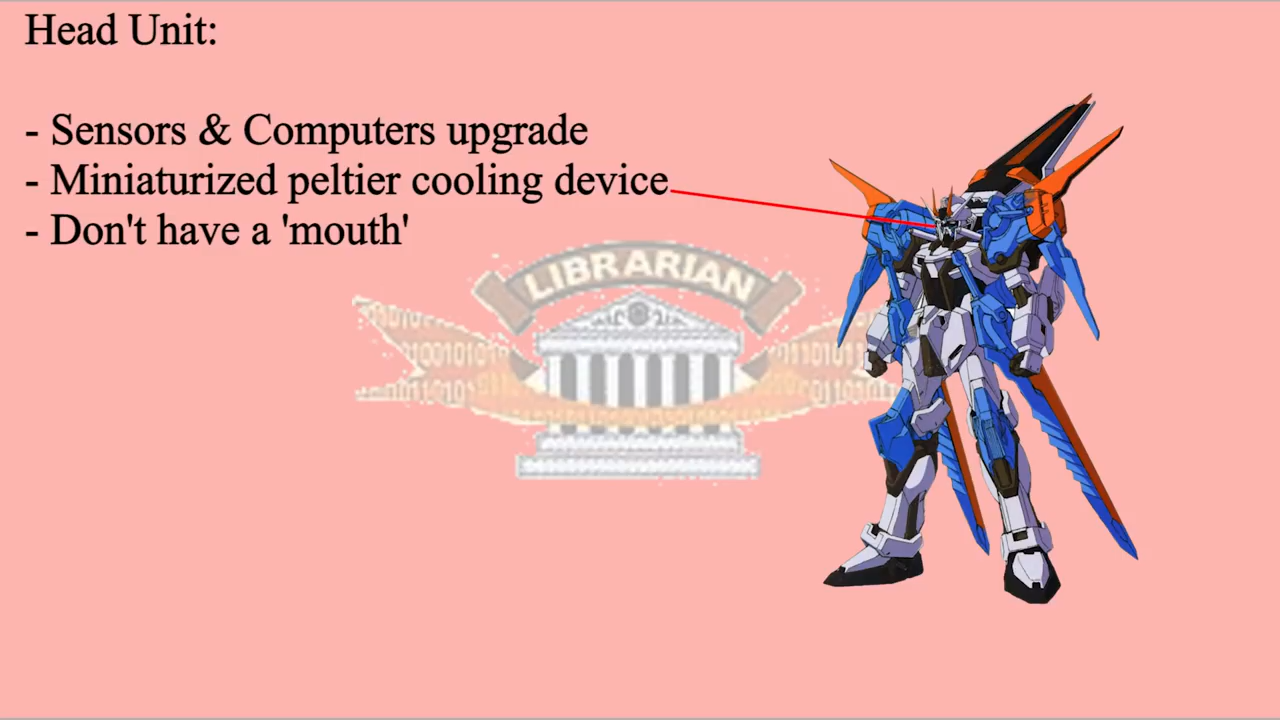 Head Unit:
- Sensors & Computers upgrade
- Miniaturized peltier cooling device
- Don't have a 'mouth'
LIBRARIAN